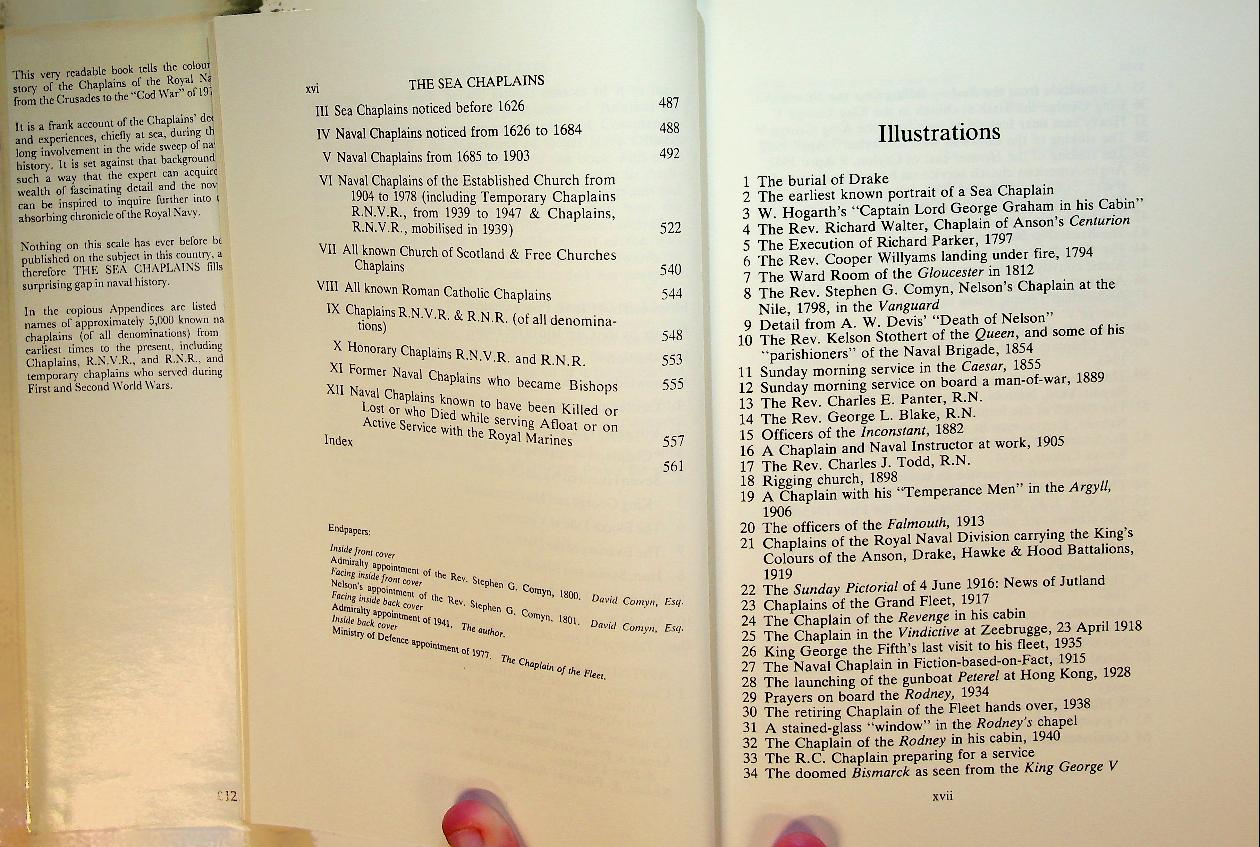 This very readable book tells the colour
story of the Chaplains of the Royal Na
from the Crusades to the "Cod War" of 197
It is a frank account of the Chaplains'
and experiences, chiefly at sea, during th
long involvement in the wide sweep of na
history. It is set against that background
such a way that the expert can acquire
wealth of fascinating detail and the nov
can be inspired to inquire further into t
absorbing chronicle of the Royal Navy.
Nothing on this scale has ever before be
published on the subject in this country, a
therefore THE SEA CHAPLAINS fills
surprising gap in naval history.
In the copious Appendices are listed
names of approximately 5,000 known na
chaplains (of all denominations) from
earliest times to the present, including
Chaplains, R.N.V.R., and R.N.R., and
temporary chaplains who served during
First and Second World Wars.
£12
xvi THE SEA CHAPLAINS
III Sea Chaplains noticed before 1626 487
IV Naval Chaplains noticed from 1626 to 1684 488
V Naval Chaplains from 1685 to 1903 492
VI Naval Chaplains of the Established Church from
1904 to 1978 (including Temporary Chaplains
R.N.V.R., from 1939 to 1947 & Chaplains,
R.N.V.R., mobilised in 1939) 522
VII All known Church of Scotland & Free Churches
Chaplains 540
VIII All known Roman Catholic Chaplains 544
IX Chaplains R.N.V.R. & R.N.R. (of all denomina-
tions) 548
X Honorary Chaplains R.N.V.R. and R.N.R. 553
XI Former Naval Chaplains who became Bishops 555
XII Naval Chaplains known to have been Killed or
Lost or who Died while serving Afloat or on
Active Service with the Royal Marines 557
Index 561
Endpapers:
Inside front cover
Admiralty appointment of the Rev. Stephen G. Comyn, 1800. David Comyn, Esq.
Facing inside front cover
Nelson's appointment of the Rev. Stephen G. Comyn, 1801. David Comyn, Esq.
Facing inside back cover
Admiralty appointment of 1941. The author.
Inside back cover
Ministry of Defence appointment of 1977. The Chaplain of the Fleet.
Illustrations
1 The burial of Drake
2 The earliest known portrait of a Sea Chaplain
3 W. Hogarth's "Captain Lord George Graham in his Cabin"
4 The Rev. Richard Walter, Chaplain of Anson's Centurion
5 The Execution of Richard Parker, 1797
6 The Rev. Cooper Willyams landing under fire, 1794
7 The Ward Room of the Gloucester in 1812
8 The Rev. Stephen G. Comyn, Nelson's Chaplain at the
Nile, 1798, in the Vanguard
9 Detail from A. W. Devis' "Death of Nelson"
10 The Rev. Kelson Stothert of the Queen, and some of his
"parishioners" of the Naval Brigade, 1854
11 Sunday morning service in the Caesar, 1855
12 Sunday morning service on board a man-of-war, 1889
13 The Rev. Charles E. Panter, R.N.
14 The Rev. George L. Blake, R.N.
15 Officers of the Inconstant, 1882
16 A Chaplain and Naval Instructor at work, 1905
17 The Rev. Charles J. Todd, R.N.
18 Rigging church, 1898
19 A Chaplain with his "Temperance Men" in the Argyll,
1906
20 The officers of the Falmouth, 1913
21 Chaplains of the Royal Naval Division carrying the King's
Colours of the Anson, Drake, Hawke & Hood Battalions,
1919
22 The Sunday Pictorial of 4 June 1916: News of Jutland
23 Chaplains of the Grand Fleet, 1917
24 The Chaplain of the Revenge in his cabin
25 The Chaplain in the Vindictive at Zeebrugge, 23 April 1918
26 King George the Fifth's last visit to his fleet, 1935
27 The Naval Chaplain in Fiction-based-on-Fact, 1915
28 The launching of the gunboat Peterel at Hong Kong, 1928
29 Prayers on board the Rodney, 1934
30 The retiring Chaplain of the Fleet hands over, 1938
31 A stained-glass "window" in the Rodney's chapel
32 The Chaplain of the Rodney in his cabin, 1940
33 The R.C. Chaplain preparing for a service
34 The doomed Bismarck as seen from the King George V
xvii